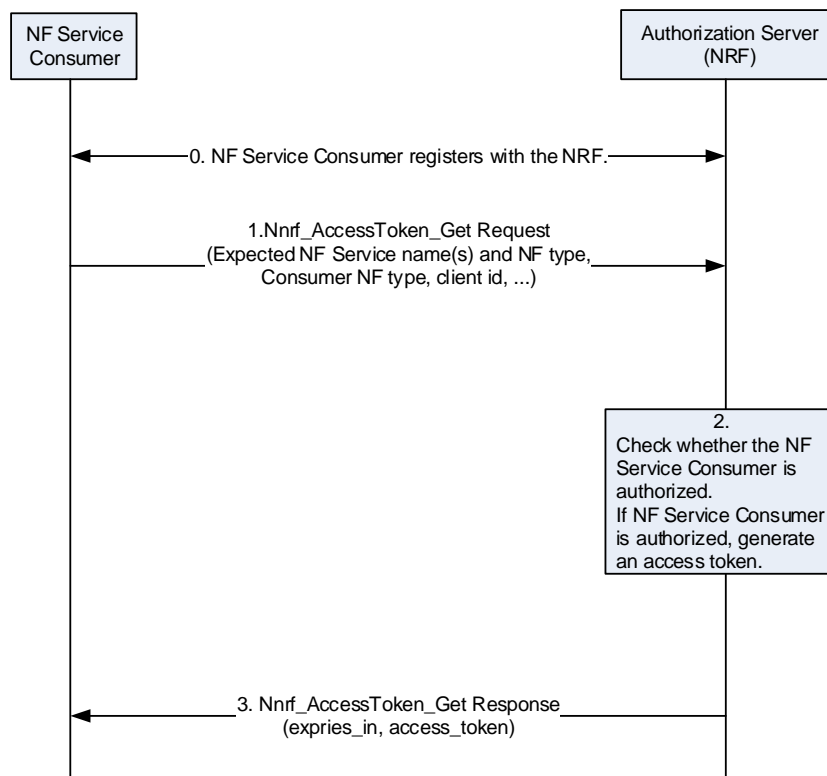 NF Service
Consumer
Authorization Server
(NRF)
0. NF Service Consumer registers with the NRF.
1.Nnrf_AccessToken_Get Request
(Expected NF Service name(s) and NF type,
Consumer NF type, client id, ...)
2.
Check whether the NF
Service Consumer is
authorized.
If NF Service Consumer
is authorized, generate
an access token.
3. Nnrf_AccessToken_Get Response
(expries_in, access_token)